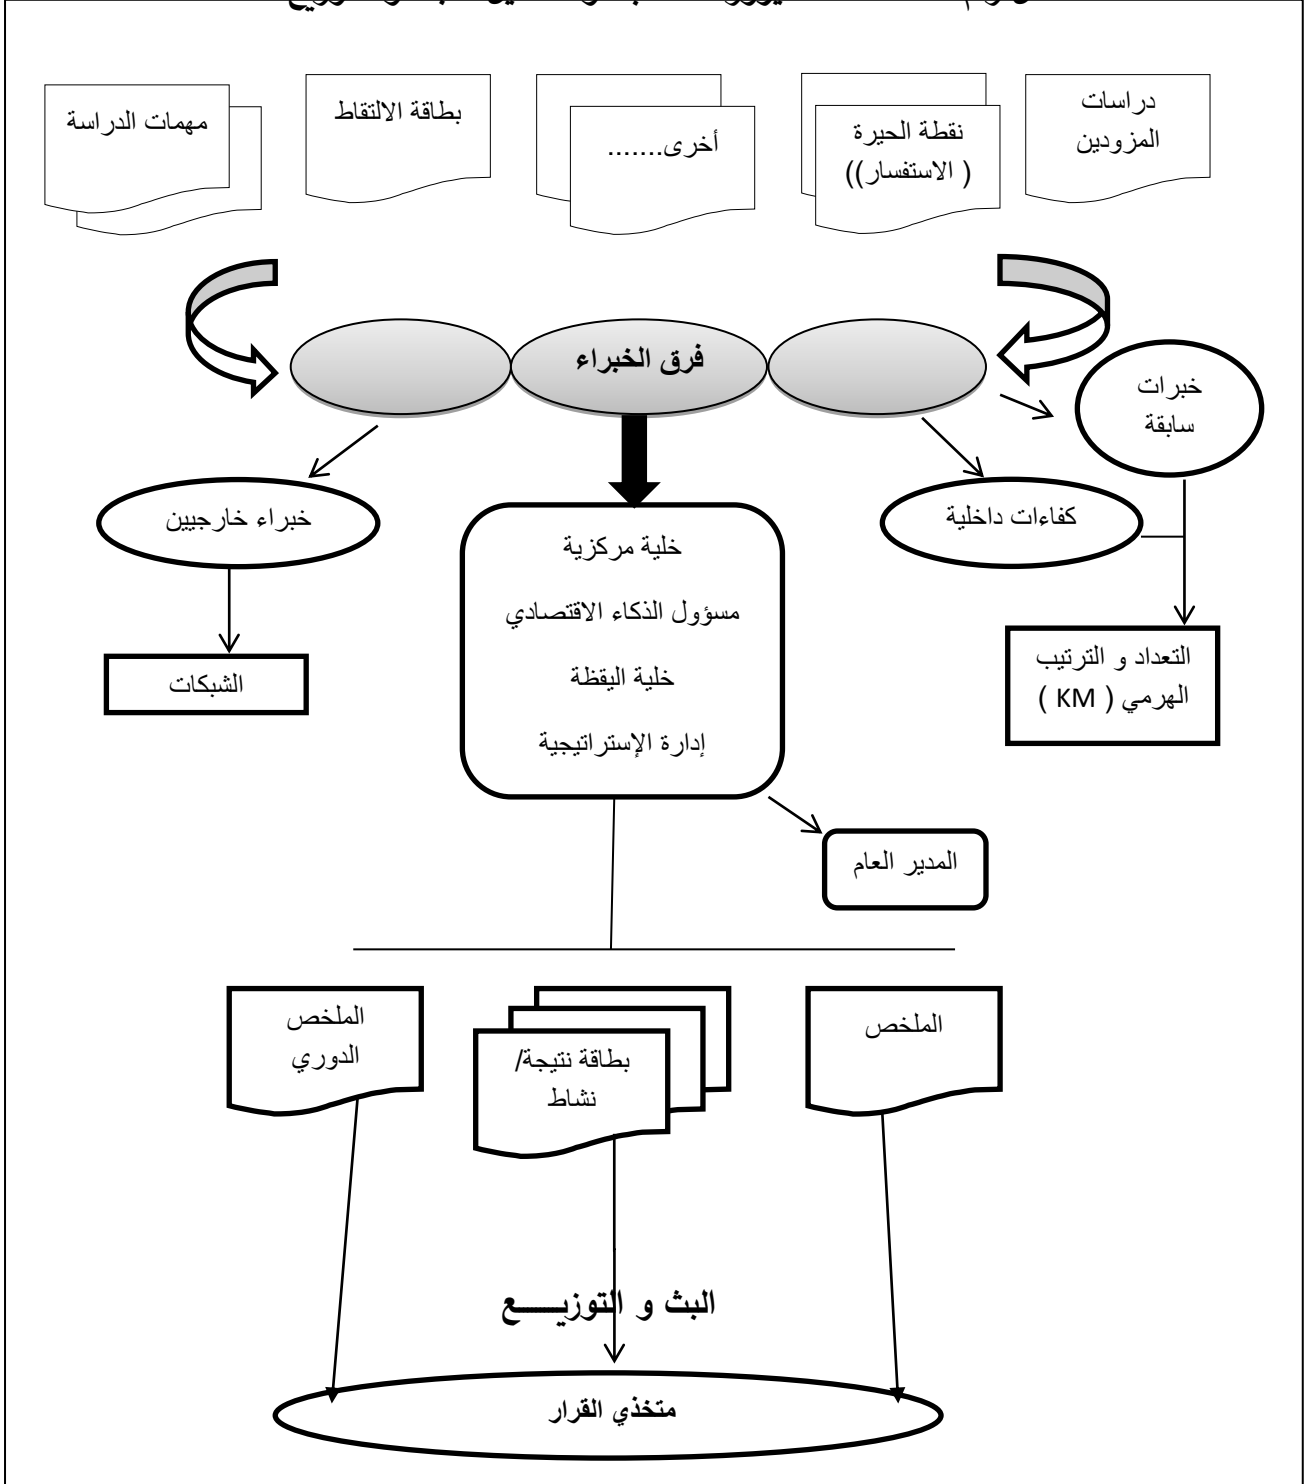 دراسات
المزودين
نقطة الحيرة
( الاستفسار))
أخرى.......
بطاقة الالتقاط
مهمات الدراسة
فرق الخبراء
خبرات
سابقة
كفاءات داخلية
خبراء خارجيين
خلية مركزية
مسؤول الذكاء الاقتصادي
خلية اليقظة
إدارة الإستراتيجية
التعداد و الترتيب
الهرمي ( KM )
الشبكات
المدير العام
الملخص
بطاقة نتيجة/
نشاط
الملخص
الدوري
البث و التوزيـــــع
متخذي القرار